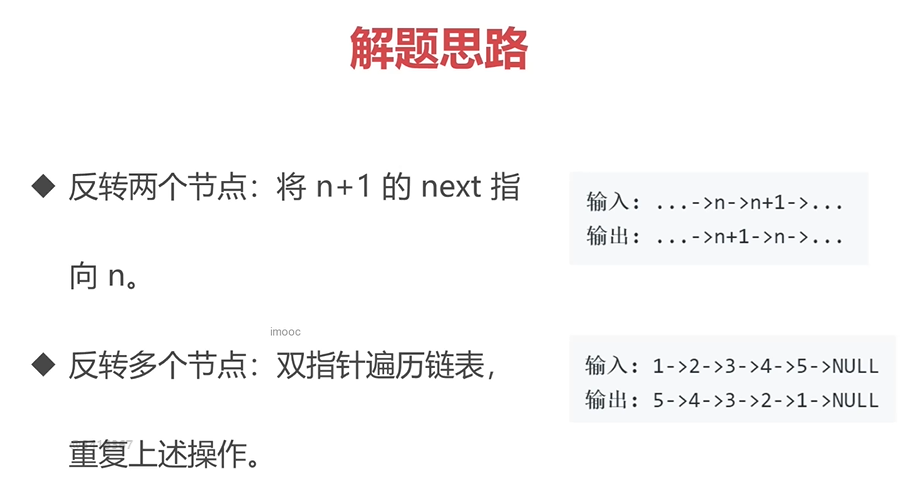 解题思路
◆ 反转两个节点：将 n+1 的 next 指
向 n。
输入: ...->n->n+1->...
输出: ...->n+1->n->...
imooc
◆ 反转多个节点：双指针遍历链表，
重复上述操作。
输入: 1->2->3->4->5->NULL
输出: 5->4->3->2->1->NULL